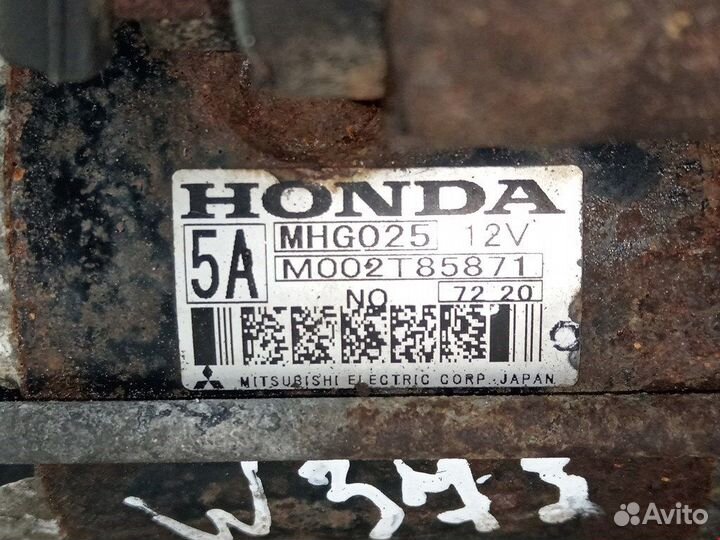 HONDA
5A MHG025 12V
M002T85871
NO 72 20
MITSUBISHI ELECTRIC CORP. JAPAN
Avito